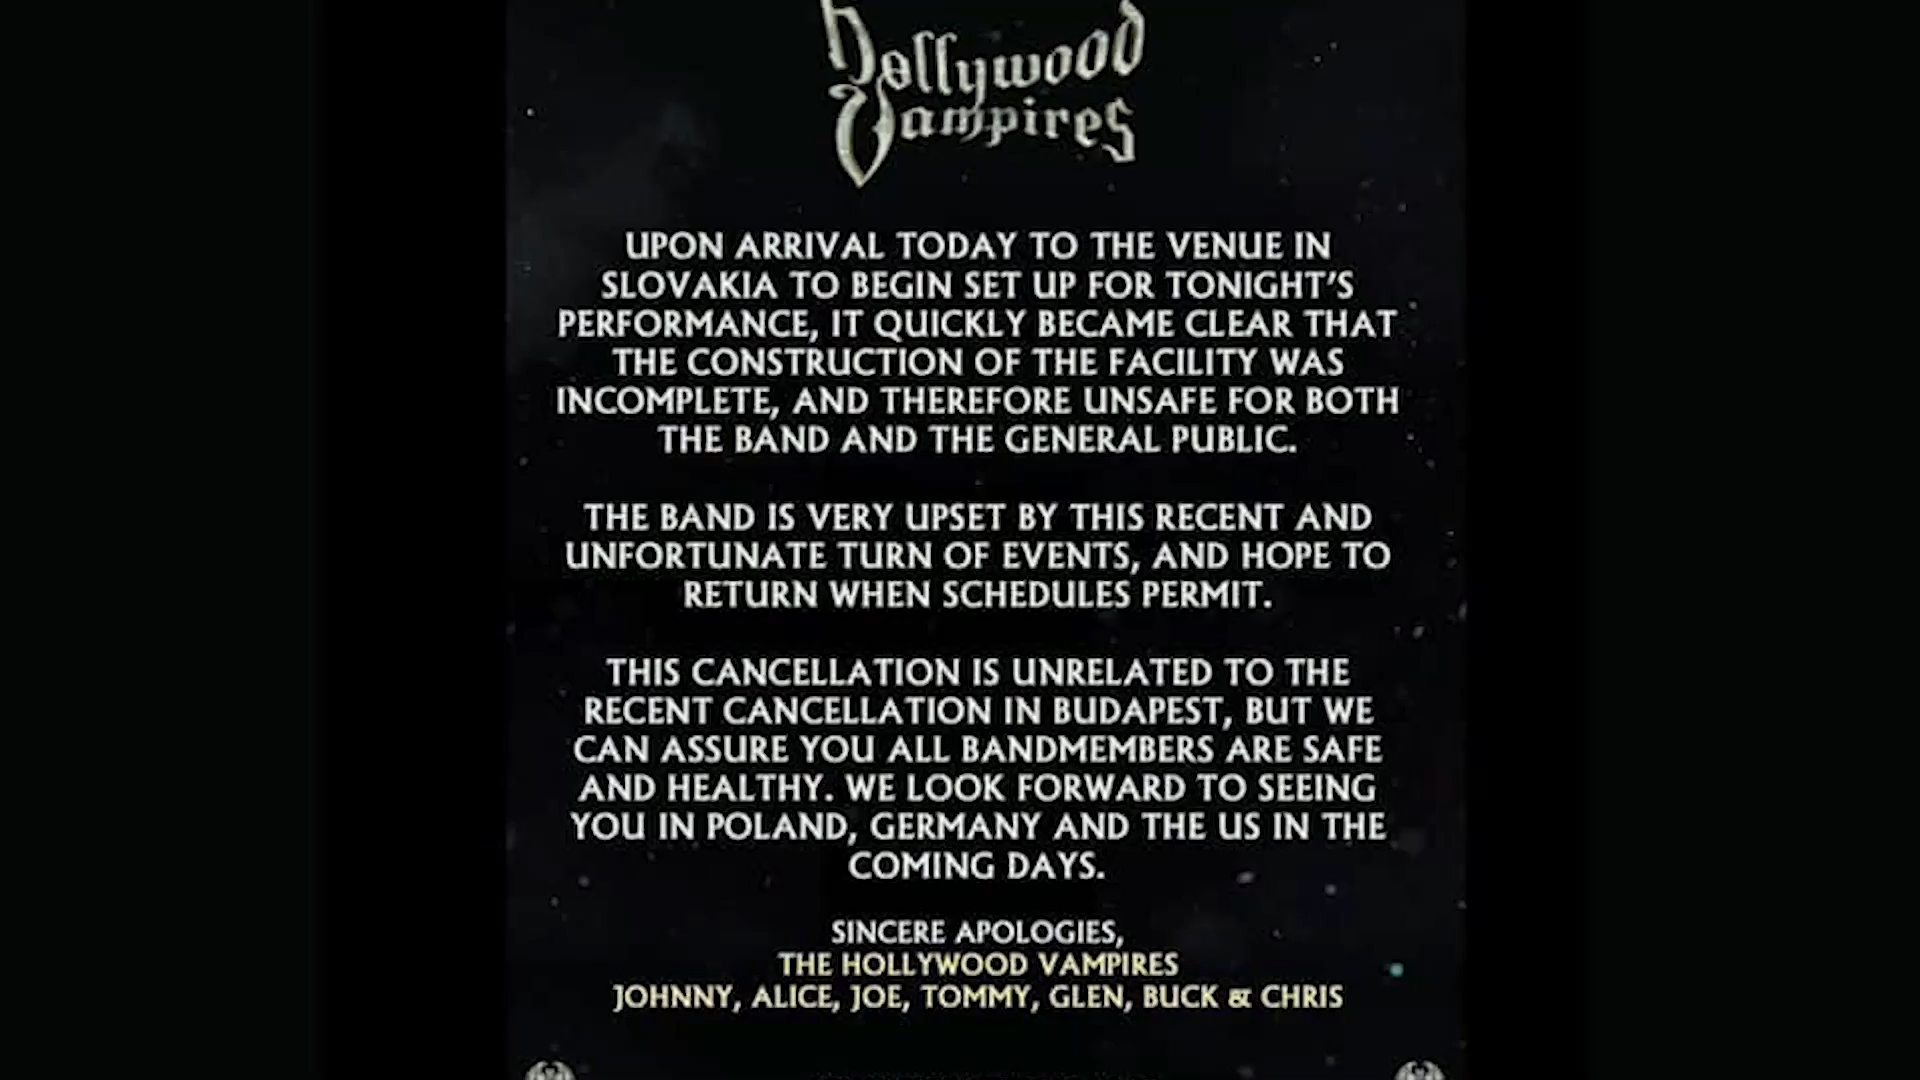 Hollywood
Vampires
UPON ARRIVAL TODAY TO THE VENUE IN
SLOVAKIA TO BEGIN SET UP FOR TONIGHT'S
PERFORMANCE, IT QUICKLY BECAME CLEAR THAT
THE CONSTRUCTION OF THE FACILITY WAS
INCOMPLETE, AND THEREFORE UNSAFE FOR BOTH
THE BAND AND THE GENERAL PUBLIC.
THE BAND IS VERY UPSET BY THIS RECENT AND
UNFORTUNATE TURN OF EVENTS, AND HOPE TO
RETURN WHEN SCHEDULES PERMIT.
THIS CANCELLATION IS UNRELATED TO THE
RECENT CANCELLATION IN BUDAPEST, BUT WE
CAN ASSURE YOU ALL BANDMEMBERS ARE SAFE
AND HEALTHY. WE LOOK FORWARD TO SEEING
YOU IN POLAND, GERMANY AND THE US IN THE
COMING DAYS.
SINCERE APOLOGIES,
THE HOLLYWOOD VAMPIRES
JOHNNY, ALICE, JOE, TOMMY, GLEN, BUCK & CHRIS